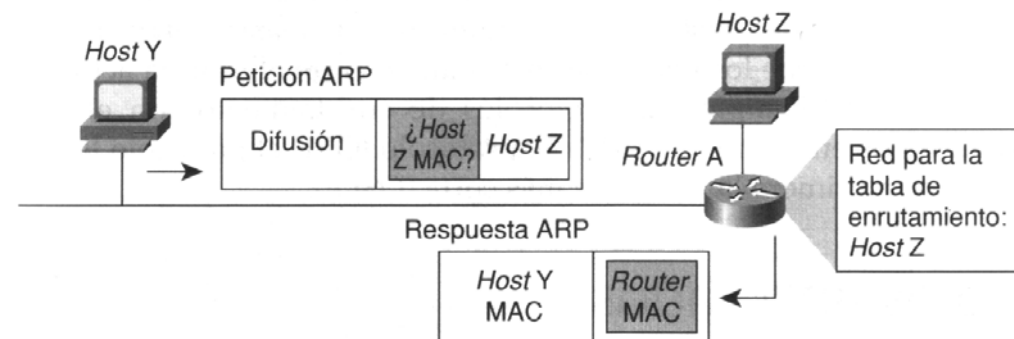 Host Y
Host Z
Petición ARP
Difusión
¿Host
Z MAC?
Host Z
Router A
Red para la
tabla de
enrutamiento:
Host Z
Respuesta ARP
Host Y
MAC
Router
MAC